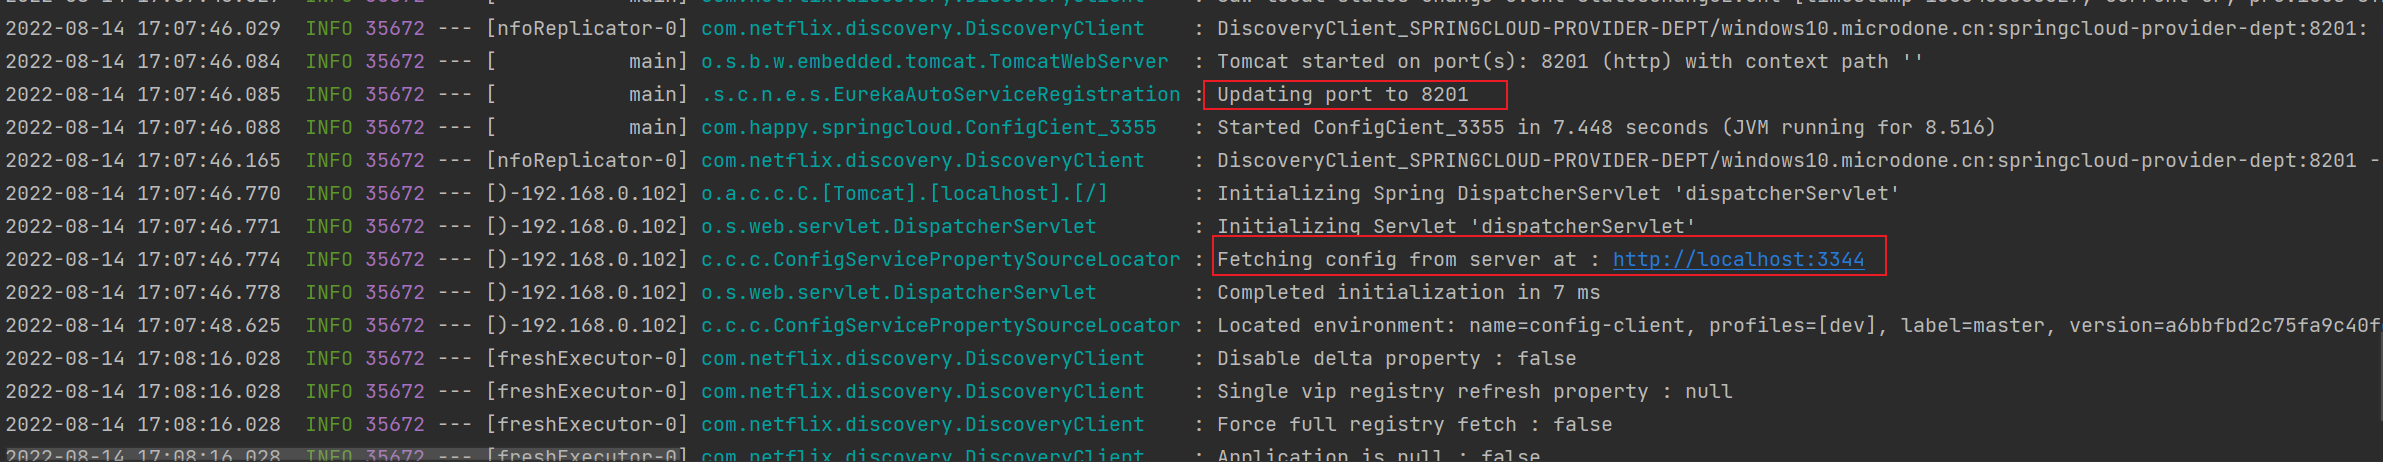 2022-08-14 17:07:46.029  INFO 35672 --- [nfoReplicator-0] com.netflix.discovery.DiscoveryClient    : DiscoveryClient_SPRINGCLOUD-PROVIDER-DEPT/windows10.microdone.cn:springcloud-provider-dept:8201:
2022-08-14 17:07:46.084  INFO 35672 --- [           main] o.s.b.w.embedded.tomcat.TomcatWebServer  : Tomcat started on port(s): 8201 (http) with context path ''
2022-08-14 17:07:46.085  INFO 35672 --- [           main] .s.c.n.e.s.EurekaAutoServiceRegistration : Updating port to 8201
2022-08-14 17:07:46.088  INFO 35672 --- [           main] com.happy.springcloud.ConfigCient_3355   : Started ConfigCient_3355 in 7.448 seconds (JVM running for 8.516)
2022-08-14 17:07:46.165  INFO 35672 --- [nfoReplicator-0] com.netflix.discovery.DiscoveryClient    : DiscoveryClient_SPRINGCLOUD-PROVIDER-DEPT/windows10.microdone.cn:springcloud-provider-dept:8201 -
2022-08-14 17:07:46.770  INFO 35672 --- [)-192.168.0.102] o.a.c.c.C.[Tomcat].[localhost].[/]       : Initializing Spring DispatcherServlet 'dispatcherServlet'
2022-08-14 17:07:46.771  INFO 35672 --- [)-192.168.0.102] o.s.web.servlet.DispatcherServlet        : Initializing Servlet 'dispatcherServlet'
2022-08-14 17:07:46.774  INFO 35672 --- [)-192.168.0.102] c.c.c.ConfigServicePropertySourceLocator : Fetching config from server at : http://localhost:3344
2022-08-14 17:07:46.778  INFO 35672 --- [)-192.168.0.102] o.s.web.servlet.DispatcherServlet        : Completed initialization in 7 ms
2022-08-14 17:07:48.625  INFO 35672 --- [)-192.168.0.102] c.c.c.ConfigServicePropertySourceLocator : Located environment: name=config-client, profiles=[dev], label=master, version=a6bbfbd2c75fa9c40f
2022-08-14 17:08:16.028  INFO 35672 --- [freshExecutor-0] com.netflix.discovery.DiscoveryClient    : Disable delta property : false
2022-08-14 17:08:16.028  INFO 35672 --- [freshExecutor-0] com.netflix.discovery.DiscoveryClient    : Single vip registry refresh property : null
2022-08-14 17:08:16.028  INFO 35672 --- [freshExecutor-0] com.netflix.discovery.DiscoveryClient    : Force full registry fetch : false
2022-08-14 17:08:16.028  INFO 35672 --- [freshExecutor-0] com.netflix.discovery.DiscoveryClient    : Application is null : false